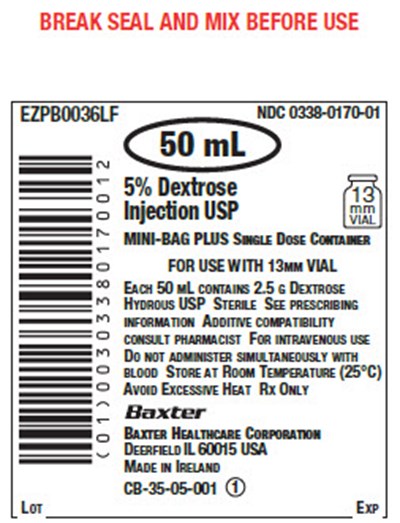 BREAK SEAL AND MIX BEFORE USE
EZPB0036LF NDC 0338-0170-01
50 mL
5% Dextrose
Injection USP
13
mm
VIAL
MINI-BAG PLUS SINGLE DOSE CONTAINER
FOR USE WITH 13MM VIAL
EACH 50 ML CONTAINS 2.5 G DEXTROSE
HYDROUS USP STERILE SEE PRESCRIBING
INFORMATION ADDITIVE COMPATIBILITY
CONSULT PHARMACIST FOR INTRAVENOUS USE
DO NOT ADMINISTER SIMULTANEOUSLY WITH
BLOOD STORE AT ROOM TEMPERATURE (25°C)
AVOID EXCESSIVE HEAT RX ONLY
Baxter
BAXTER HEALTHCARE CORPORATION
DEERFIELD IL 60015 USA
MADE IN IRELAND
CB-35-05-001 1
(01)00303380170012
LOT EXP